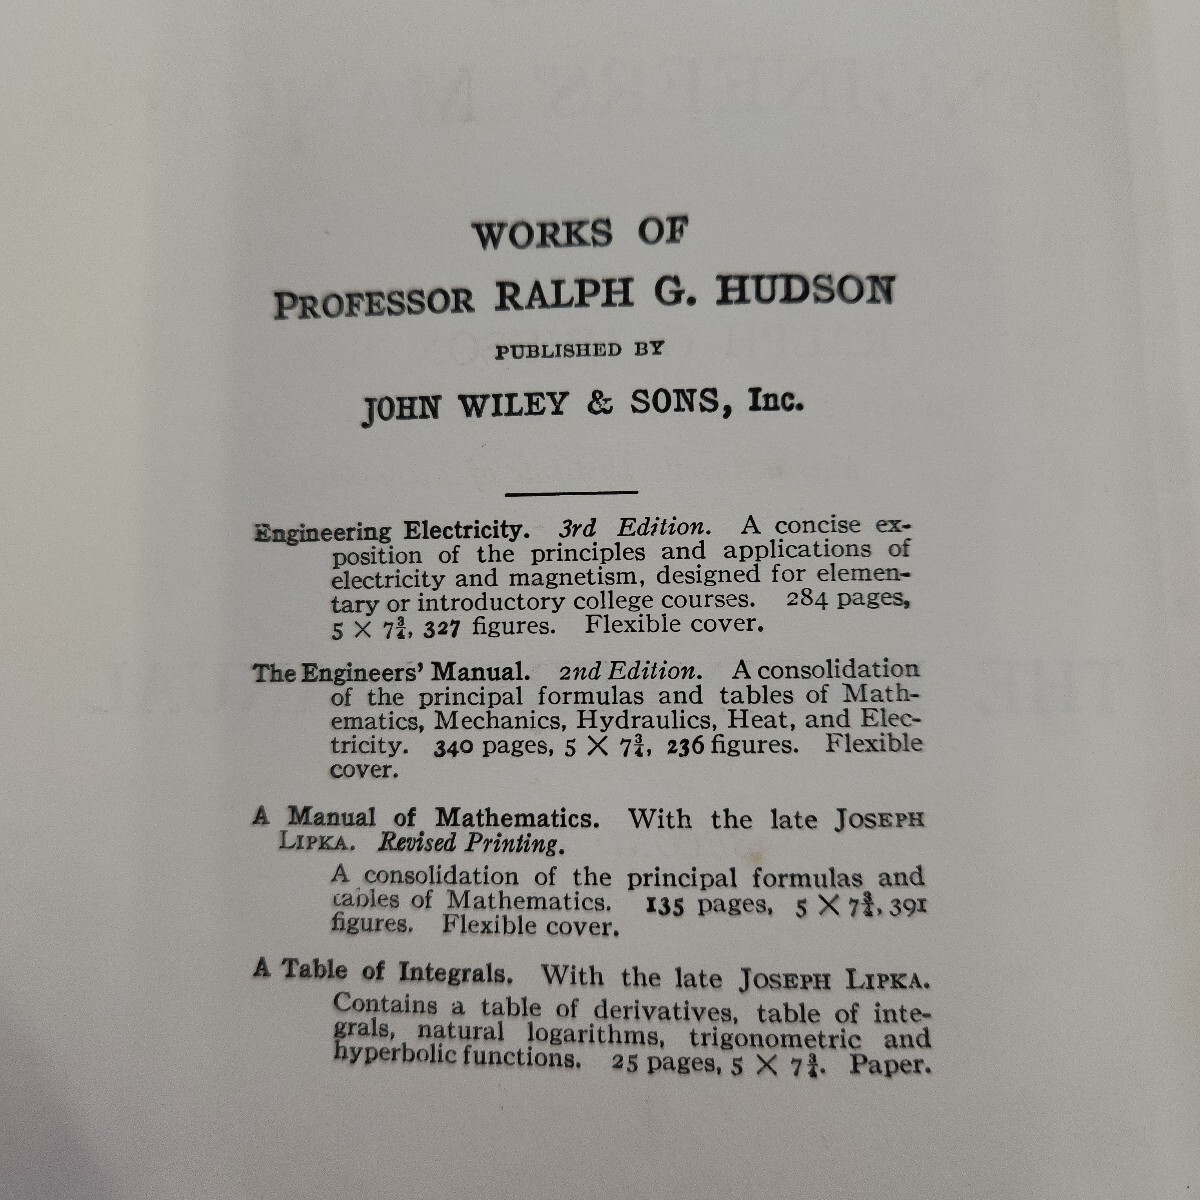 WORKS OF
PROFESSOR RALPH G. HUDSON
PUBLISHED BY
JOHN WILEY & SONS, Inc.
Engineering Electricity. 3rd Edition. A concise ex-
position of the principles and applications of
electricity and magnetism, designed for elemen-
tary or introductory college courses. 284 pages,
5 × 7¾, 327 figures. Flexible cover.
The Engineers' Manual. 2nd Edition. A consolidation
of the principal formulas and tables of Math-
ematics, Mechanics, Hydraulics, Heat, and Elec-
tricity. 340 pages, 5 × 7¾, 236 figures. Flexible
cover.
A Manual of Mathematics. With the late JOSEPH
LIPKA. Revised Printing.
A consolidation of the principal formulas and
tables of Mathematics. 135 pages, 5 × 7¾, 391
figures. Flexible cover.
A Table of Integrals. With the late JOSEPH LIPKA.
Contains a table of derivatives, table of inte-
grals, natural logarithms, trigonometric and
hyperbolic functions. 25 pages, 5 × 7¾. Paper.